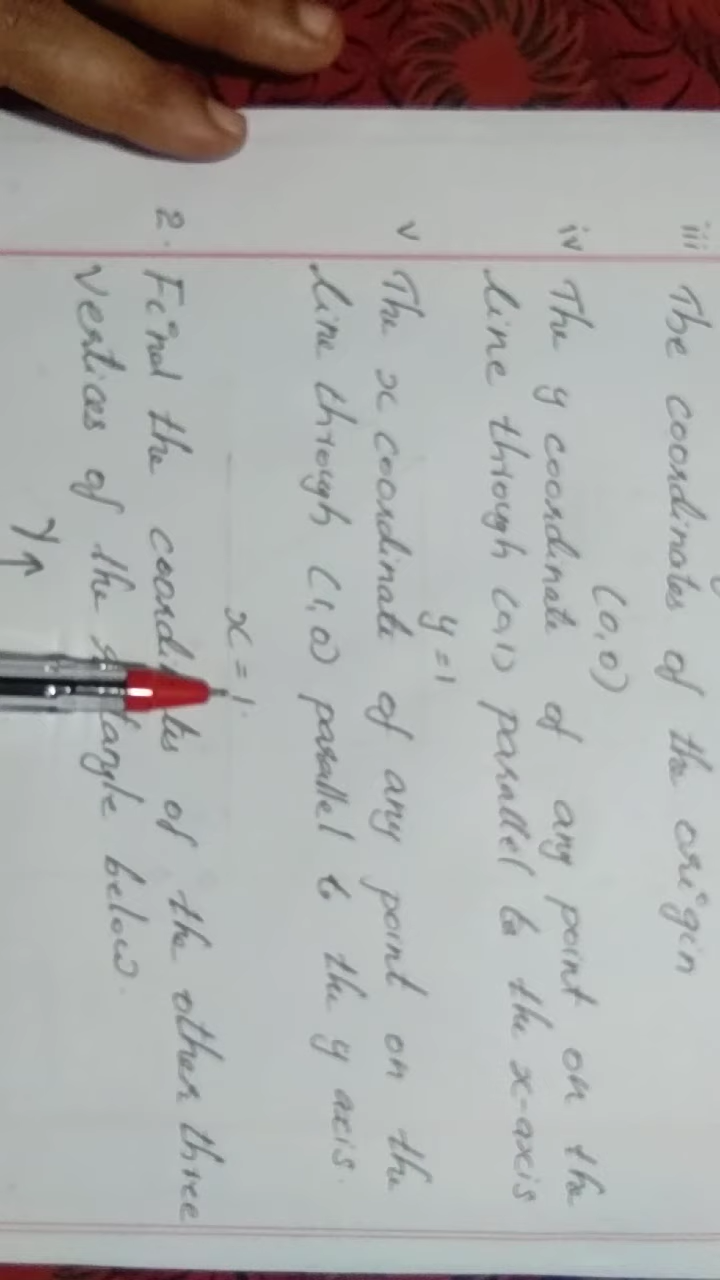 iii The coordinates of the origin
(0,0)
iv The y coordinate of any point on the
line through (0,1) parallel to the x-axis
y = 1
v The x coordinate of any point on the
line through (1,0) parallel to the y axis.
x = 1.
2. Find the of the other three
vertices of the below.
Y↑